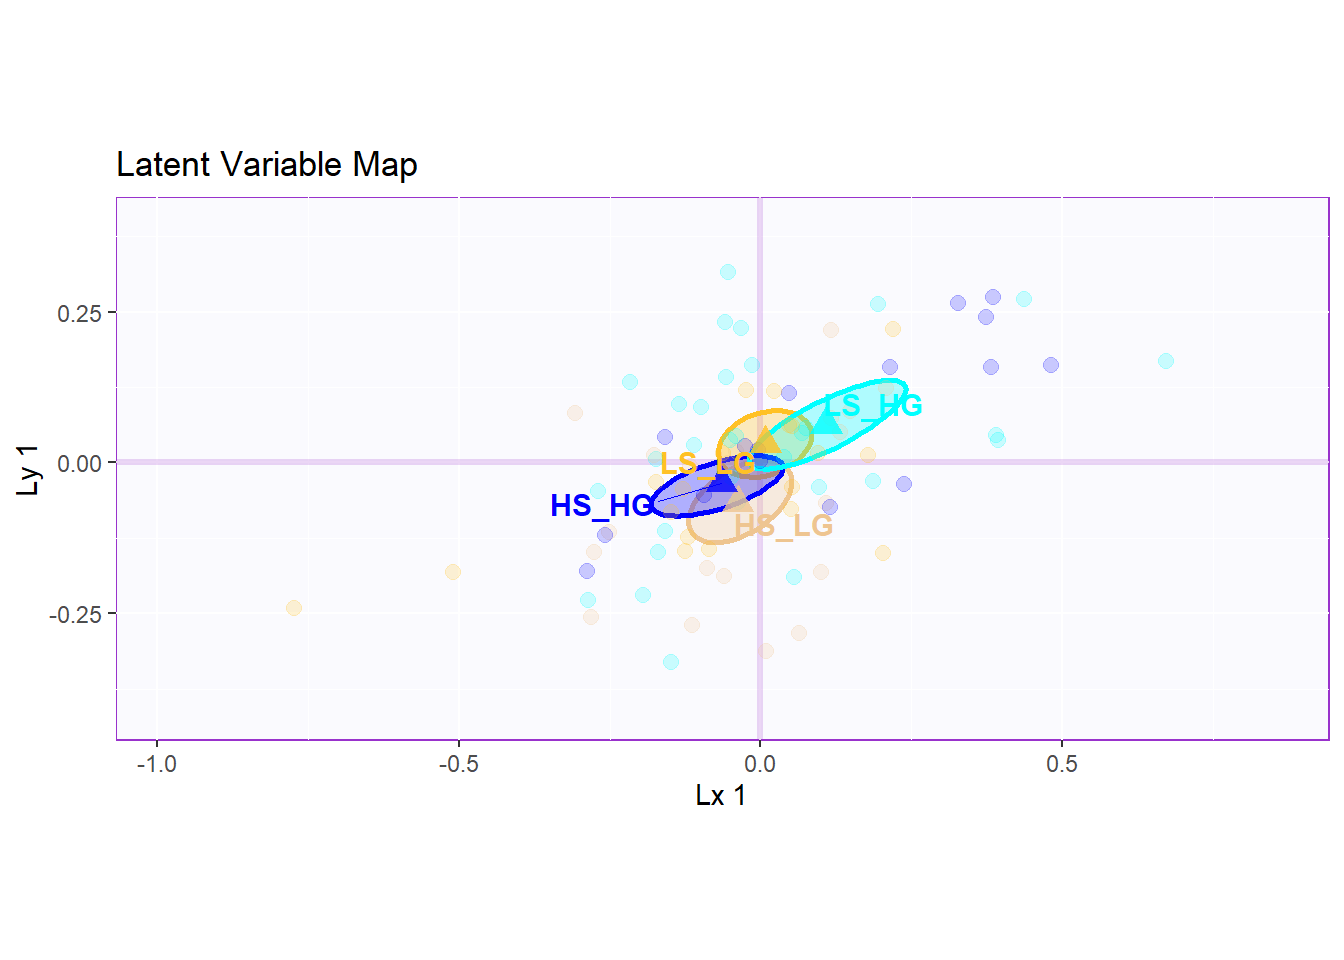 Latent Variable Map
Ly 1
0.25
0.00
-0.25
LS_HG
LS_LG
HS_HG
HS_LG
-1.0
-0.5
0.0
0.5
Lx 1